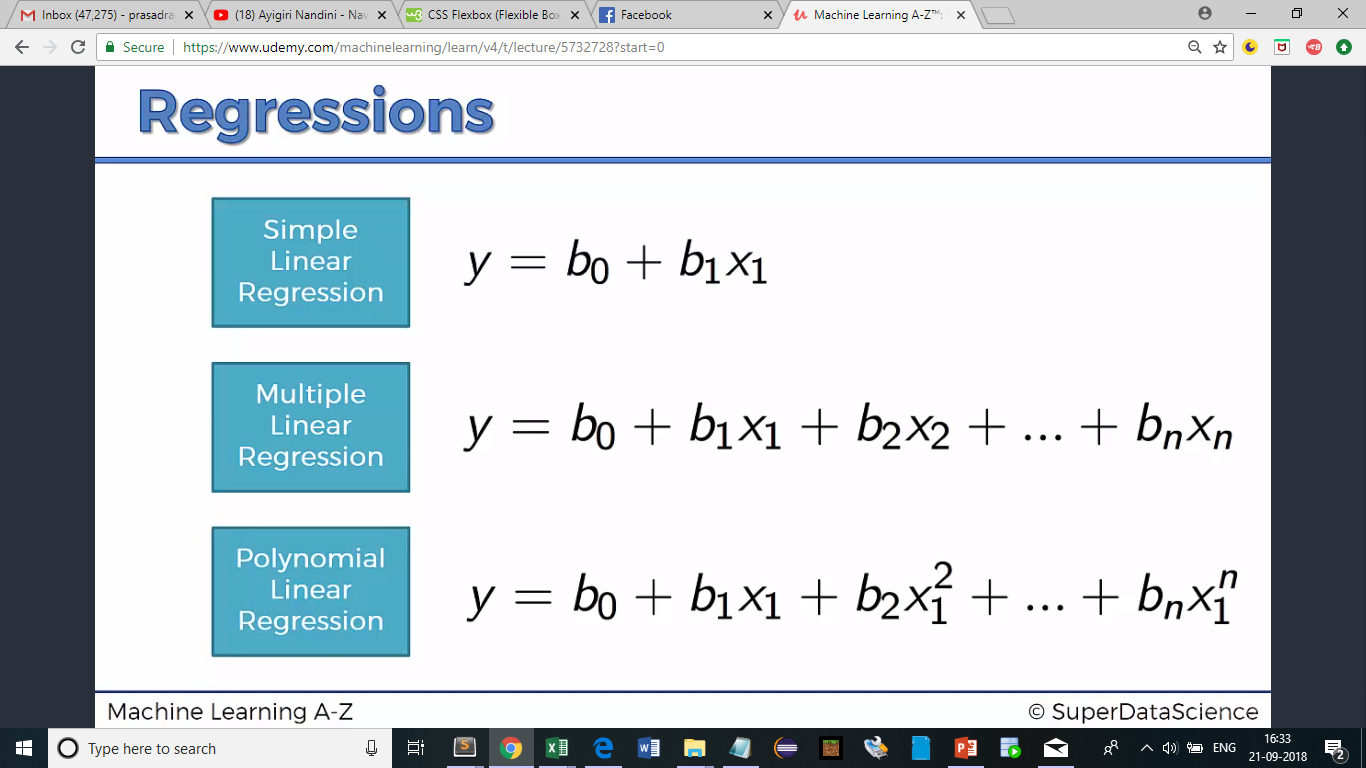 Inbox (47,275) - prasadra
(18) Ayigiri Nandini - Nav
CSS Flexbox (Flexible Box
Facebook
Machine Learning A-Z™:
Secure
https://www.udemy.com/machinelearning/learn/v4/t/lecture/5732728?start=0
Regressions
Simple
Linear
Regression
y = b₀ + b₁x₁
Multiple
Linear
Regression
y = b₀ + b₁x₁ + b₂x₂ + ... + bₙxₙ
Polynomial
Linear
Regression
y = b₀ + b₁x₁ + b₂x₁² + ... + bₙx₁ⁿ
Machine Learning A-Z
© SuperDataScience
Type here to search
ENG
16:33
21-09-2018
2